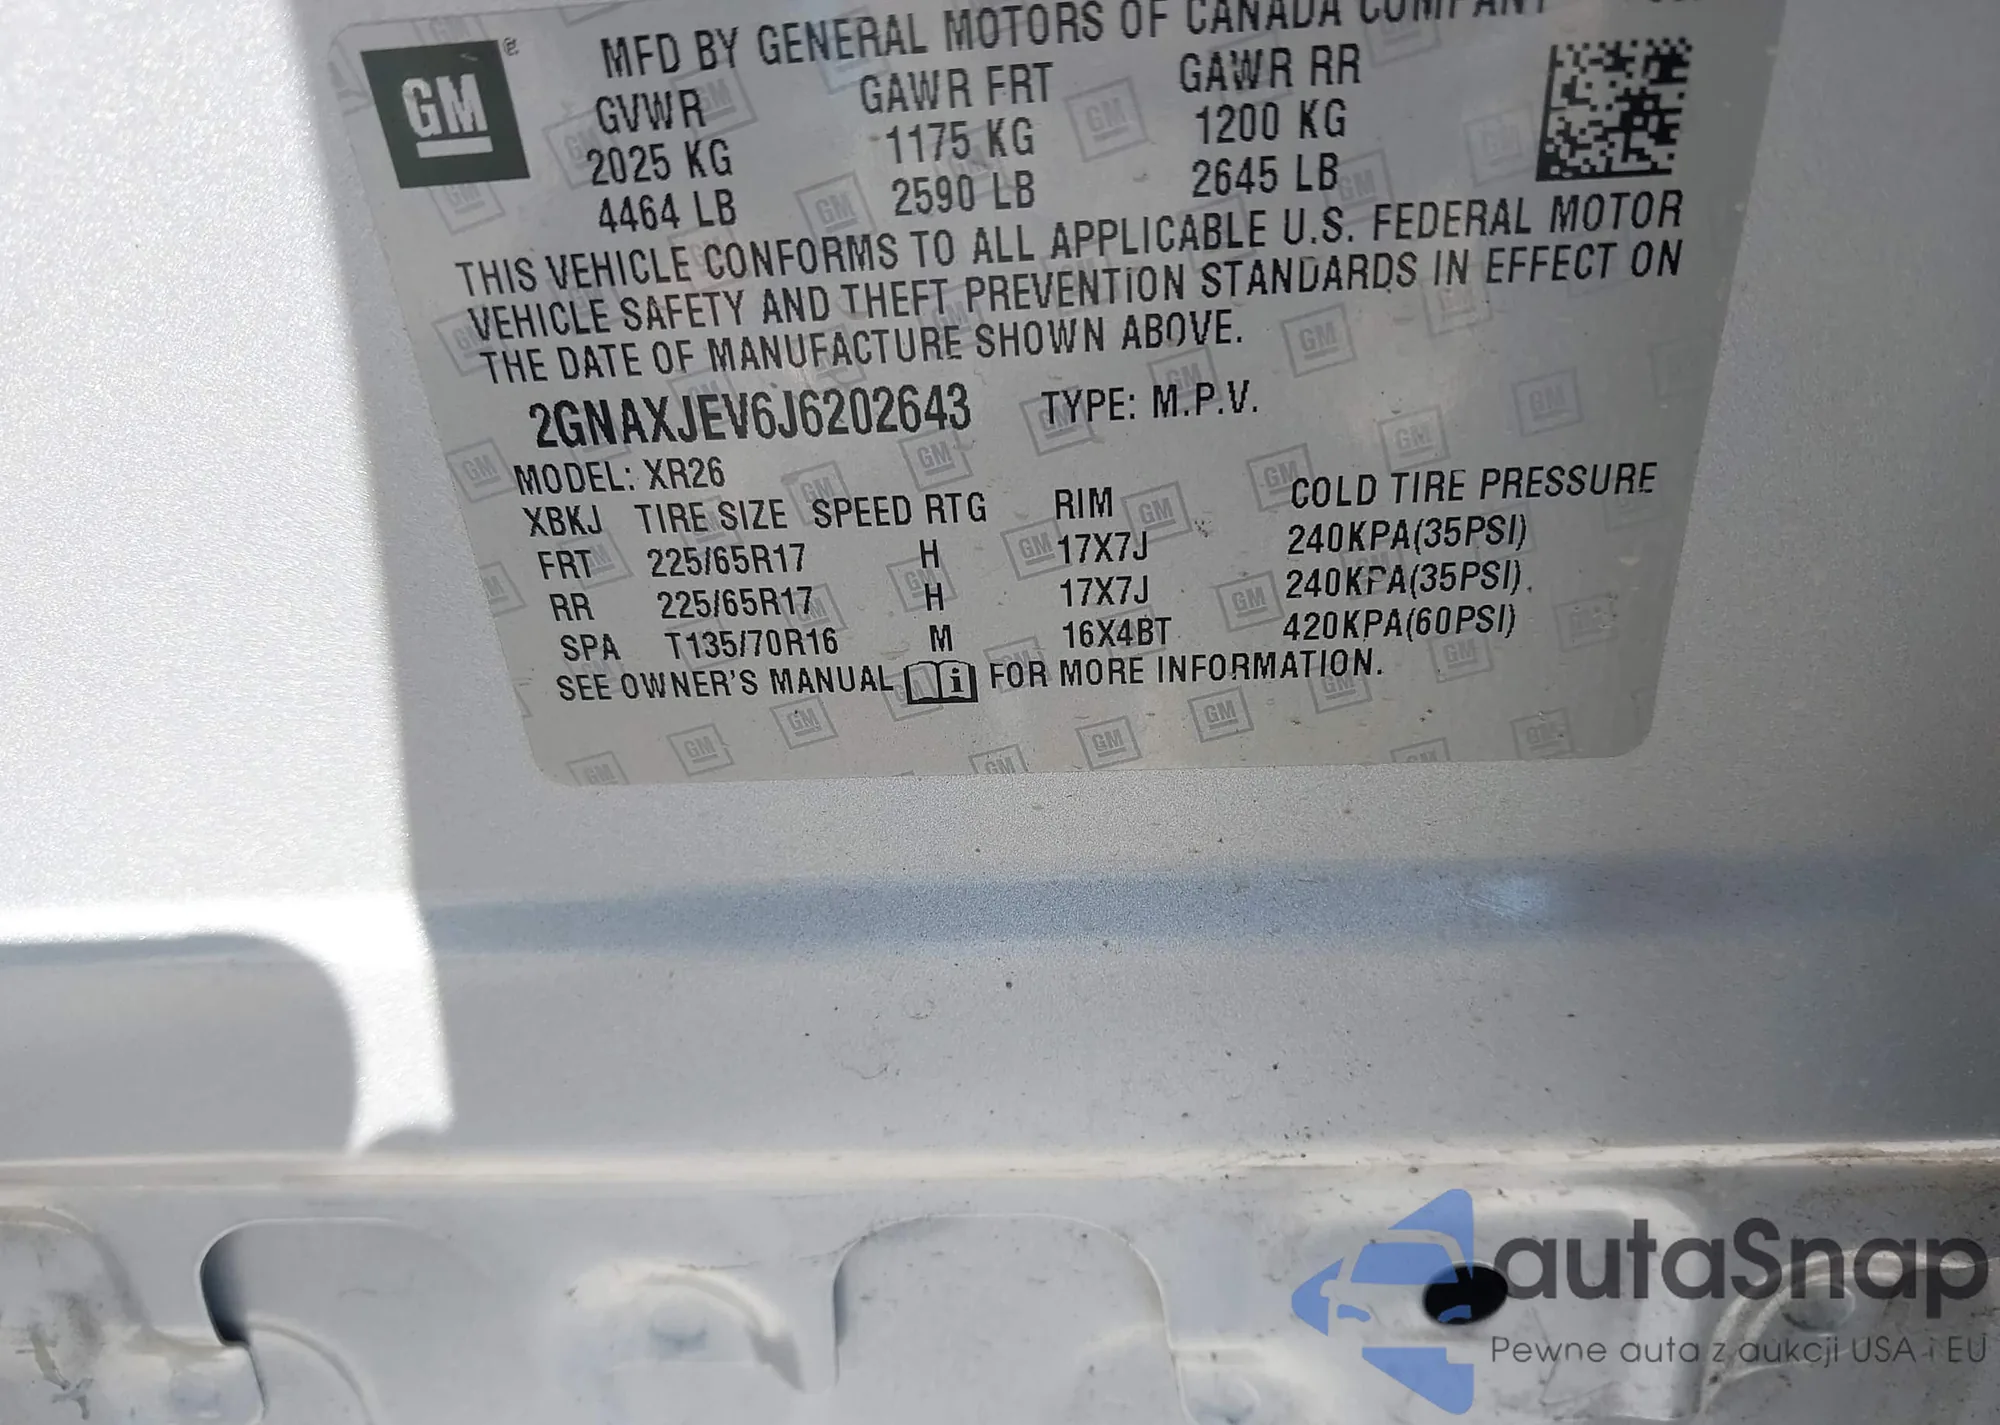 GM ®
MFD BY GENERAL MOTORS OF CANADA COMPANY
GVWR GAWR FRT GAWR RR
2025 KG 1175 KG 1200 KG
4464 LB 2590 LB 2645 LB
THIS VEHICLE CONFORMS TO ALL APPLICABLE U.S. FEDERAL MOTOR
VEHICLE SAFETY AND THEFT PREVENTION STANDARDS IN EFFECT ON
THE DATE OF MANUFACTURE SHOWN ABOVE.
2GNAXJEV6J6202643 TYPE: M.P.V.
MODEL: XR26
XBKJ TIRE SIZE SPEED RTG RIM COLD TIRE PRESSURE
FRT 225/65R17 H 17X7J 240KPA(35PSI)
RR 225/65R17 H 17X7J 240KPA(35PSI)
SPA T135/70R16 M 16X4BT 420KPA(60PSI)
SEE OWNER'S MANUAL i FOR MORE INFORMATION.
autaSnap
Pewne auta z aukcji USA i EU